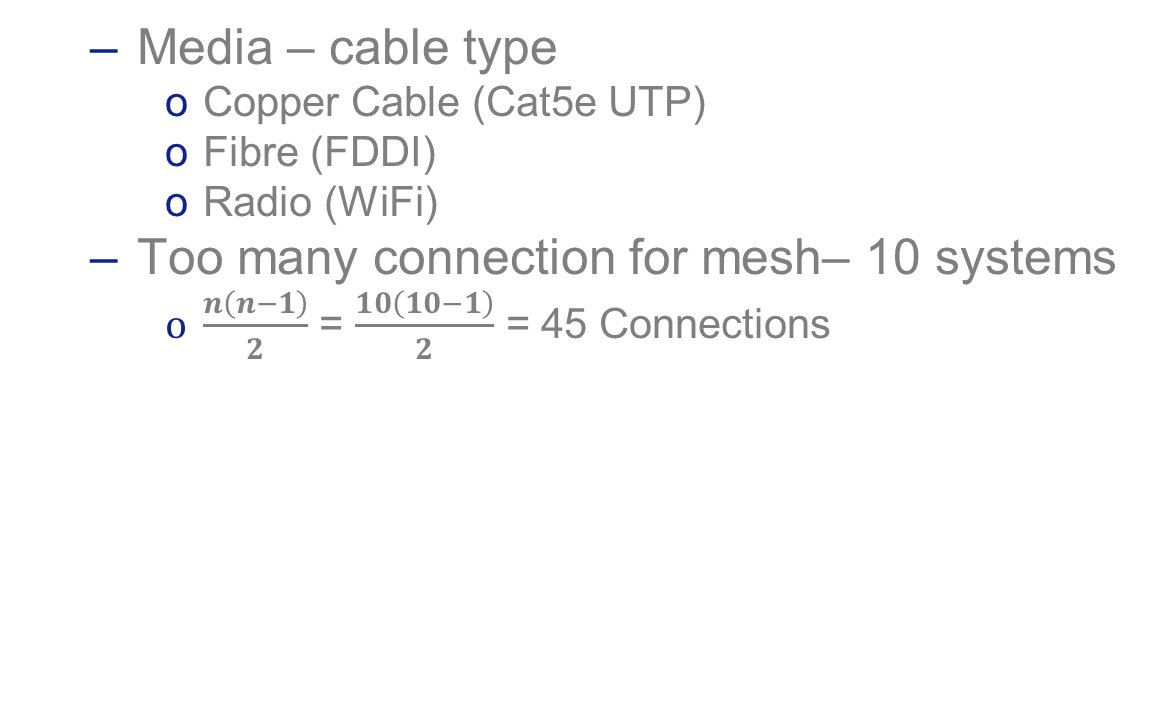 – Media – cable type
o Copper Cable (Cat5e UTP)
o Fibre (FDDI)
o Radio (WiFi)
– Too many connection for mesh– 10 systems
o n(n−1)/2 = 10(10−1)/2 = 45 Connections